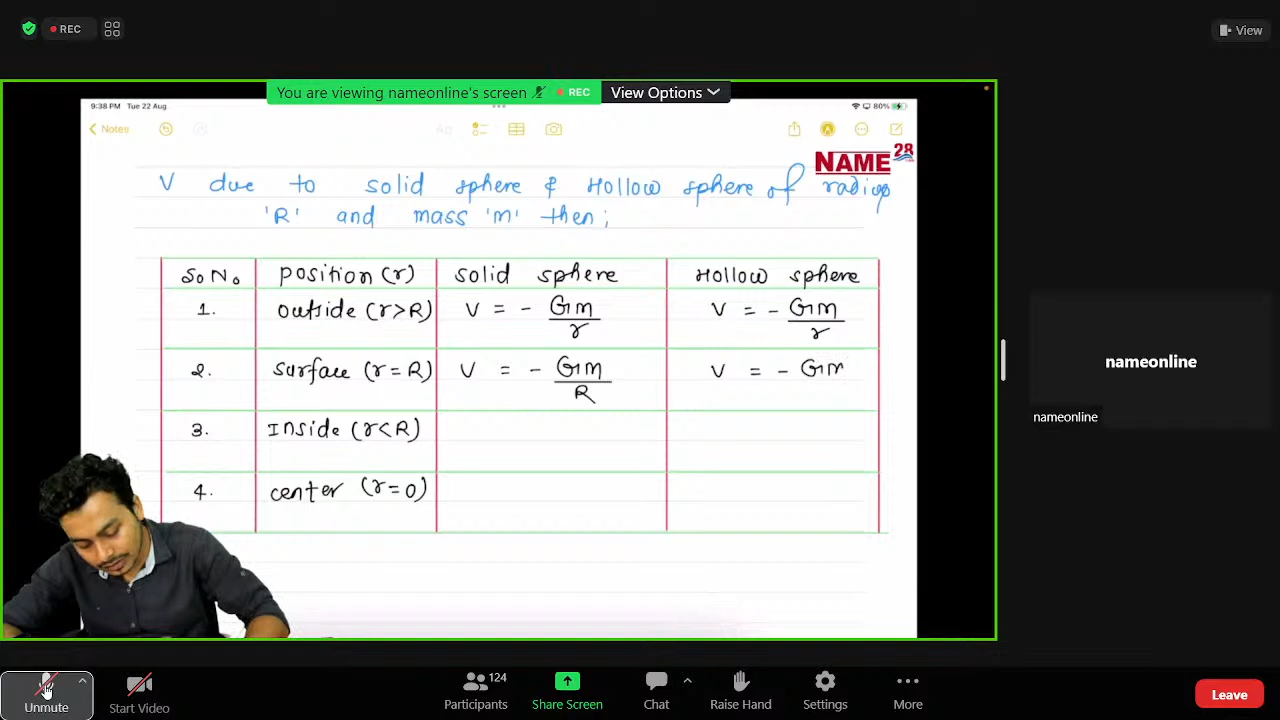 REC
View
You are viewing nameonline's screen
REC
View Options
9:38 PM Tue 22 Aug
80%
Notes
Aa
NAME 28
V due to solid sphere & Hollow sphere of radius
'R' and mass 'm' then;
So No. position (r) solid sphere Hollow sphere
1. outside (r>R) V = - Gm/r V = - Gm/r
2. surface (r=R) V = - Gm/R V = - Gm
3. Inside (r<R)
4. center (r=0)
nameonline
nameonline
Unmute
Start Video
Participants
124
Share Screen
Chat
Raise Hand
Settings
More
Leave